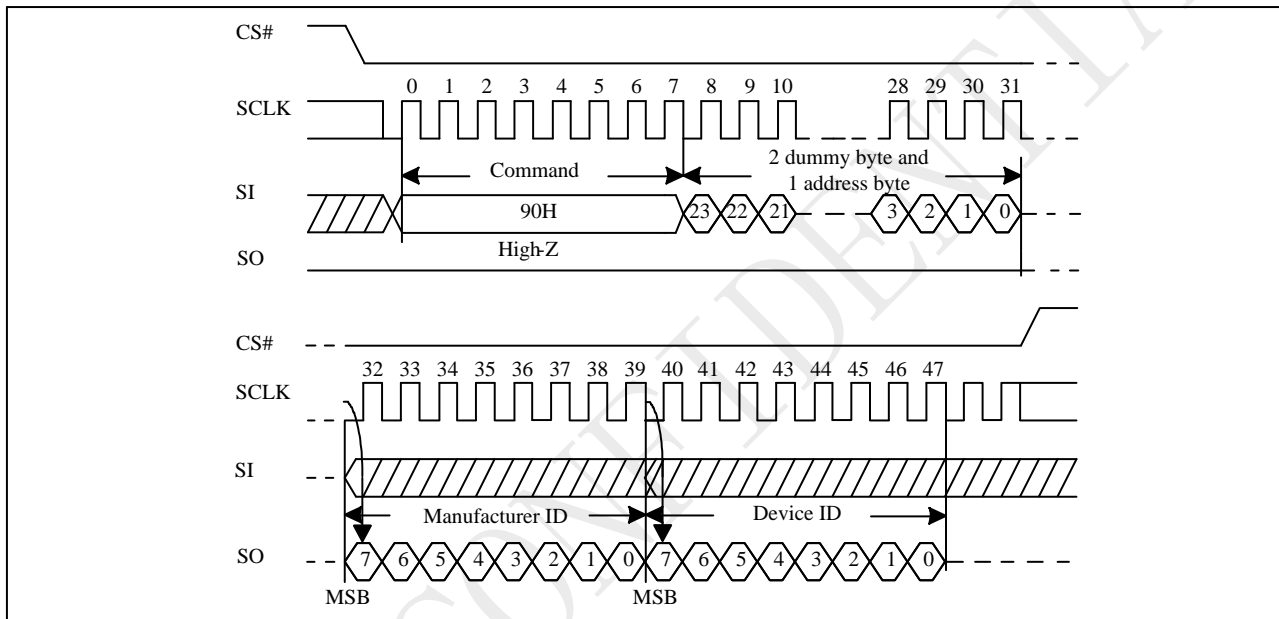 CS#
0 1 2 3 4 5 6 7 8 9 10 28 29 30 31
SCLK
Command
2 dummy byte and
1 address byte
SI
90H
23 22 21 3 2 1 0
High-Z
SO
CS#
32 33 34 35 36 37 38 39 40 41 42 43 44 45 46 47
SCLK
SI
Manufacturer ID
Device ID
SO
7 6 5 4 3 2 1 0 7 6 5 4 3 2 1 0
MSB
MSB
CONFIDENTIA